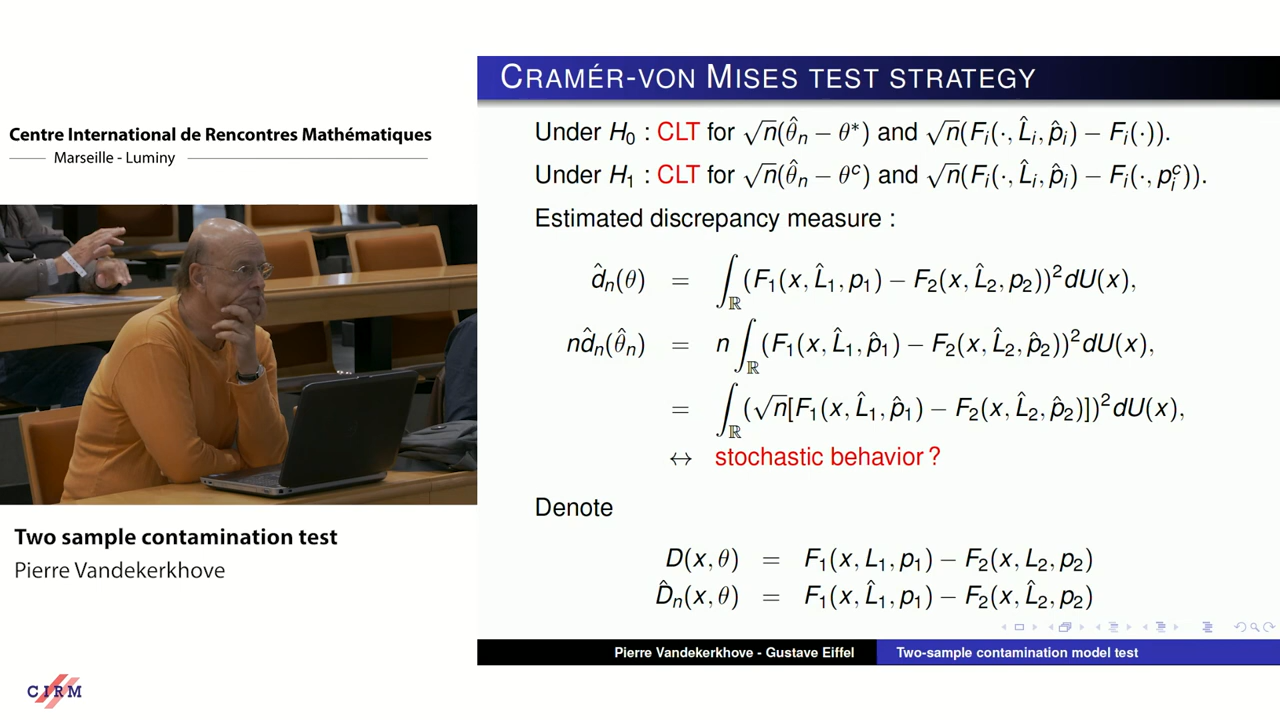 Centre International de Rencontres Mathématiques
Marseille - Luminy
Two sample contamination test
Pierre Vandekerkhove
CIRM
CRAMÉR-VON MISES TEST STRATEGY
Under H₀ : CLT for √n(θ̂ₙ − θ*) and √n(Fᵢ(·, L̂ᵢ, p̂ᵢ) − Fᵢ(·)).
Under H₁ : CLT for √n(θ̂ₙ − θᶜ) and √n(Fᵢ(·, L̂ᵢ, p̂ᵢ) − Fᵢ(·, pᵢᶜ)).
Estimated discrepancy measure :
d̂ₙ(θ) = ∫_ℝ (F₁(x, L̂₁, p₁) − F₂(x, L̂₂, p₂))² dU(x),
nd̂ₙ(θ̂ₙ) = n ∫_ℝ (F₁(x, L̂₁, p̂₁) − F₂(x, L̂₂, p̂₂))² dU(x),
= ∫_ℝ (√n[F₁(x, L̂₁, p̂₁) − F₂(x, L̂₂, p̂₂)])² dU(x),
↔ stochastic behavior ?
Denote
D(x, θ) = F₁(x, L₁, p₁) − F₂(x, L₂, p₂)
D̂ₙ(x, θ) = F₁(x, L̂₁, p₁) − F₂(x, L̂₂, p₂)
Pierre Vandekerkhove - Gustave Eiffel
Two-sample contamination model test